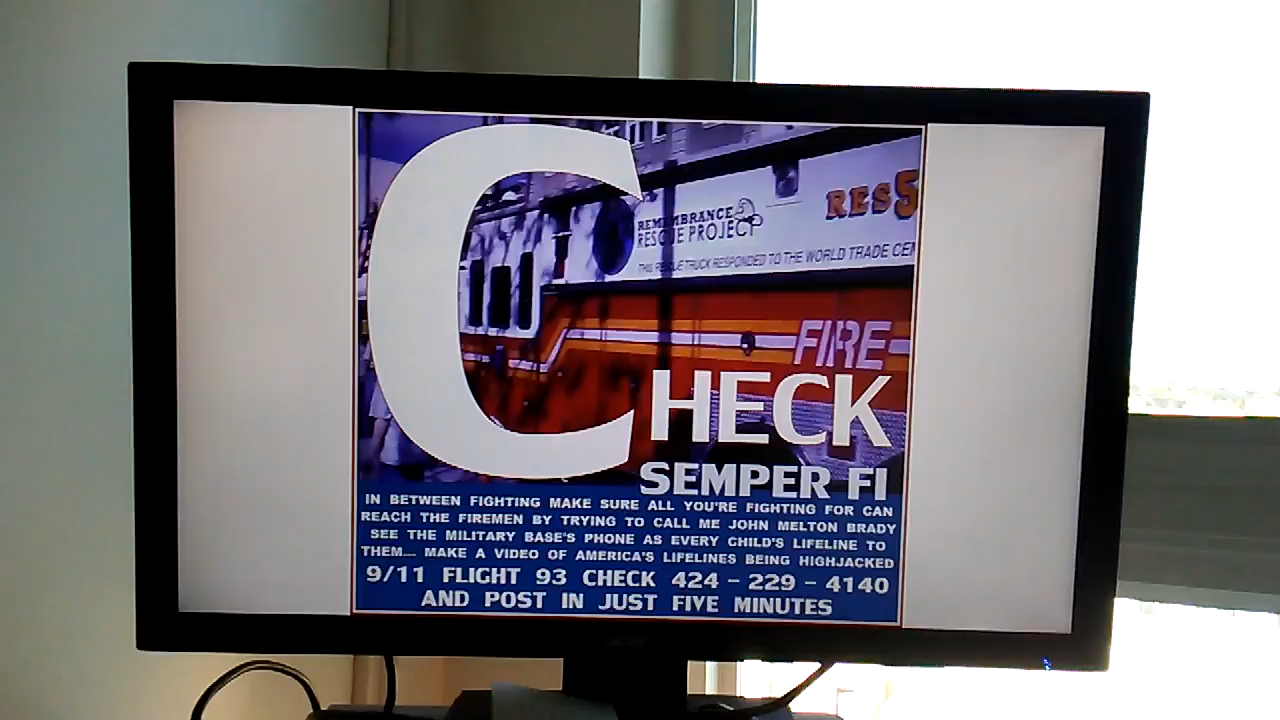 CHECK
REMEMBRANCE
RESCUE PROJECT
RES 5
THIS RESCUE TRUCK RESPONDED TO THE WORLD TRADE CEN
FIRE
SEMPER FI
IN BETWEEN FIGHTING MAKE SURE ALL YOU'RE FIGHTING FOR CAN
REACH THE FIREMEN BY TRYING TO CALL ME JOHN MELTON BRADY
SEE THE MILITARY BASE'S PHONE AS EVERY CHILD'S LIFELINE TO
THEM.... MAKE A VIDEO OF AMERICA'S LIFELINES BEING HIGHJACKED
9/11 FLIGHT 93 CHECK 424 - 229 - 4140
AND POST IN JUST FIVE MINUTES